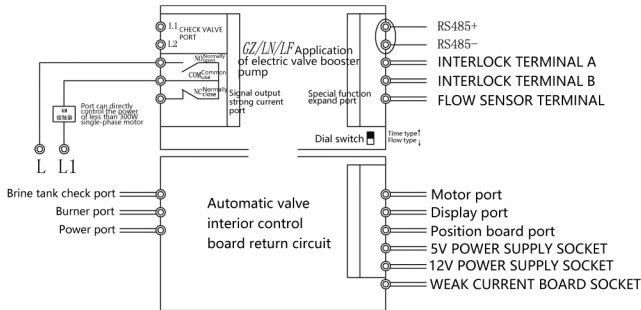 L1 CHECK VALVE
PORT
L2
NO Normally
open
COM Common
use
NC Normally
close
GZ/LN/LF Application
of electric valve booster
pump
Signal output
strong current
port
Special function
expand port
RS485+
RS485-
INTERLOCK TERMINAL A
INTERLOCK TERMINAL B
FLOW SENSOR TERMINAL
KM
接触器
Port can directly
control the power
of less than 300W
single-phase motor
L L1
Dial switch
Time type↑
Flow type↓
Brine tank check port
Burner port
Power port
Automatic valve
interior control
board return circuit
Motor port
Display port
Position board port
5V POWER SUPPLY SOCKET
12V POWER SUPPLY SOCKET
WEAK CURRENT BOARD SOCKET